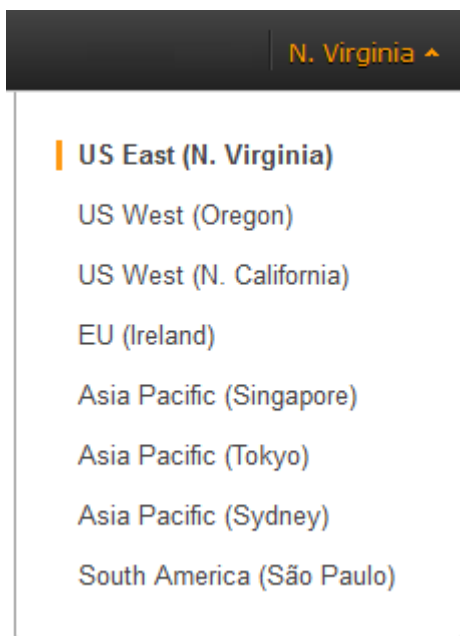 N. Virginia
US East (N. Virginia)
US West (Oregon)
US West (N. California)
EU (Ireland)
Asia Pacific (Singapore)
Asia Pacific (Tokyo)
Asia Pacific (Sydney)
South America (São Paulo)